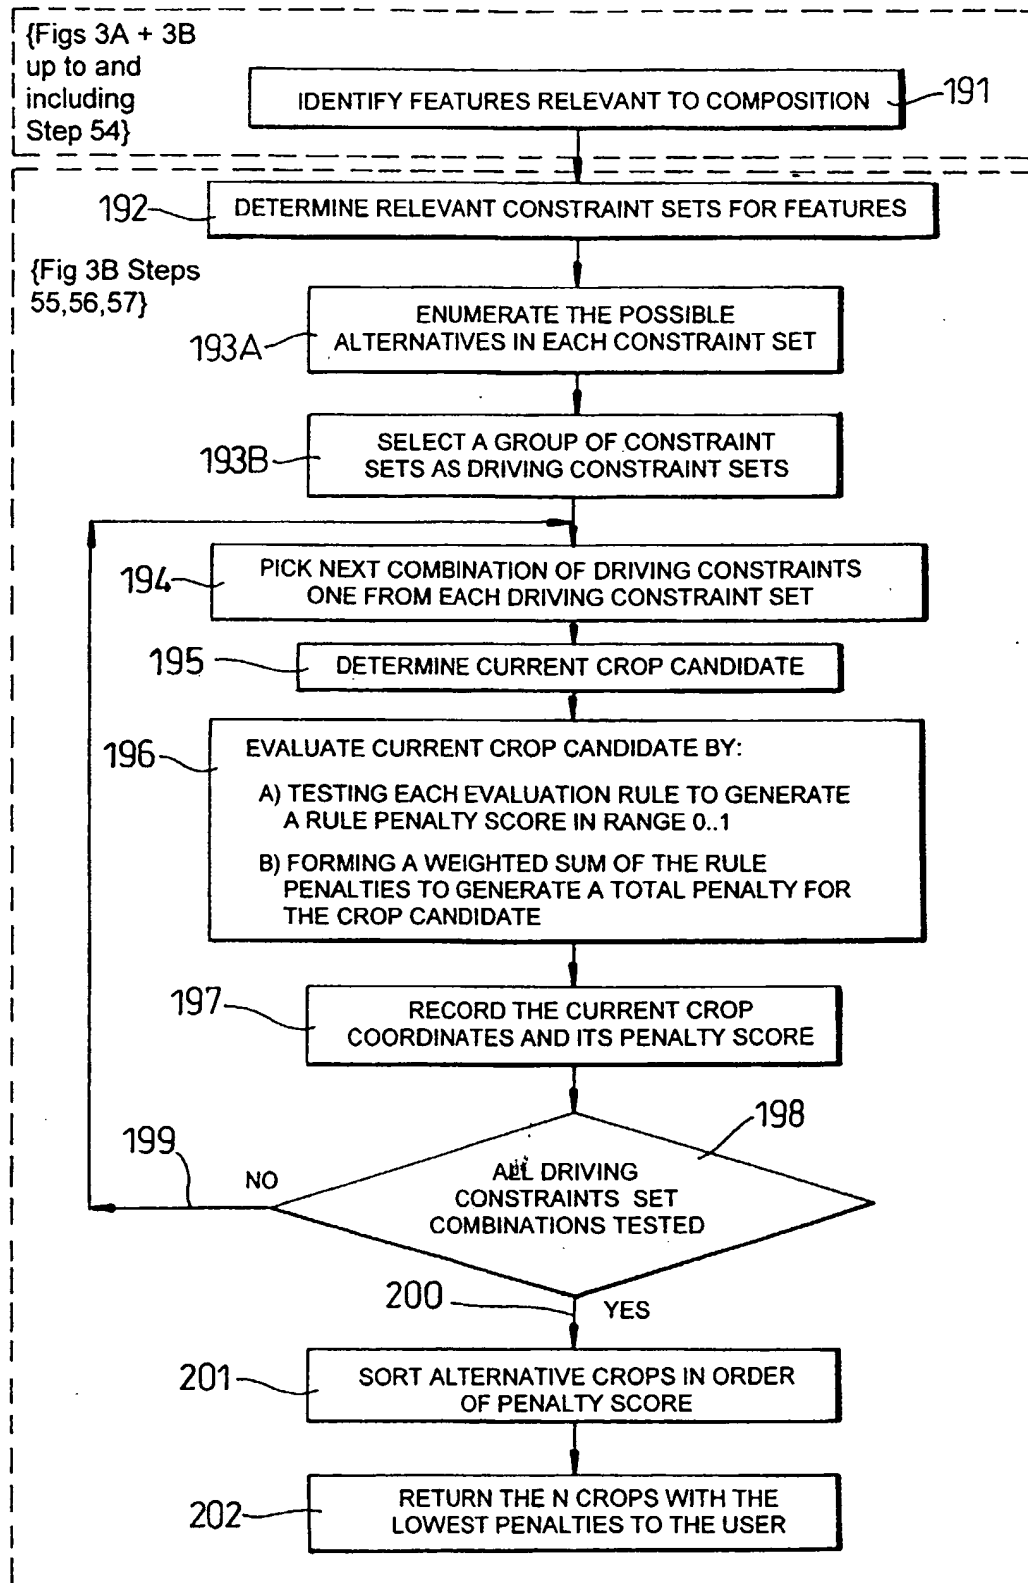 {Figs 3A + 3B
up to and
including
Step 54}
IDENTIFY FEATURES RELEVANT TO COMPOSITION
191
192
DETERMINE RELEVANT CONSTRAINT SETS FOR FEATURES
{Fig 3B Steps
55,56,57}
193A
ENUMERATE THE POSSIBLE
ALTERNATIVES IN EACH CONSTRAINT SET
193B
SELECT A GROUP OF CONSTRAINT
SETS AS DRIVING CONSTRAINT SETS
194
PICK NEXT COMBINATION OF DRIVING CONSTRAINTS
ONE FROM EACH DRIVING CONSTRAINT SET
195
DETERMINE CURRENT CROP CANDIDATE
196
EVALUATE CURRENT CROP CANDIDATE BY:
A) TESTING EACH EVALUATION RULE TO GENERATE
A RULE PENALTY SCORE IN RANGE 0..1
B) FORMING A WEIGHTED SUM OF THE RULE
PENALTIES TO GENERATE A TOTAL PENALTY FOR
THE CROP CANDIDATE
197
RECORD THE CURRENT CROP
COORDINATES AND ITS PENALTY SCORE
198
199
NO
ALL DRIVING
CONSTRAINTS SET
COMBINATIONS TESTED
200
YES
201
SORT ALTERNATIVE CROPS IN ORDER
OF PENALTY SCORE
202
RETURN THE N CROPS WITH THE
LOWEST PENALTIES TO THE USER